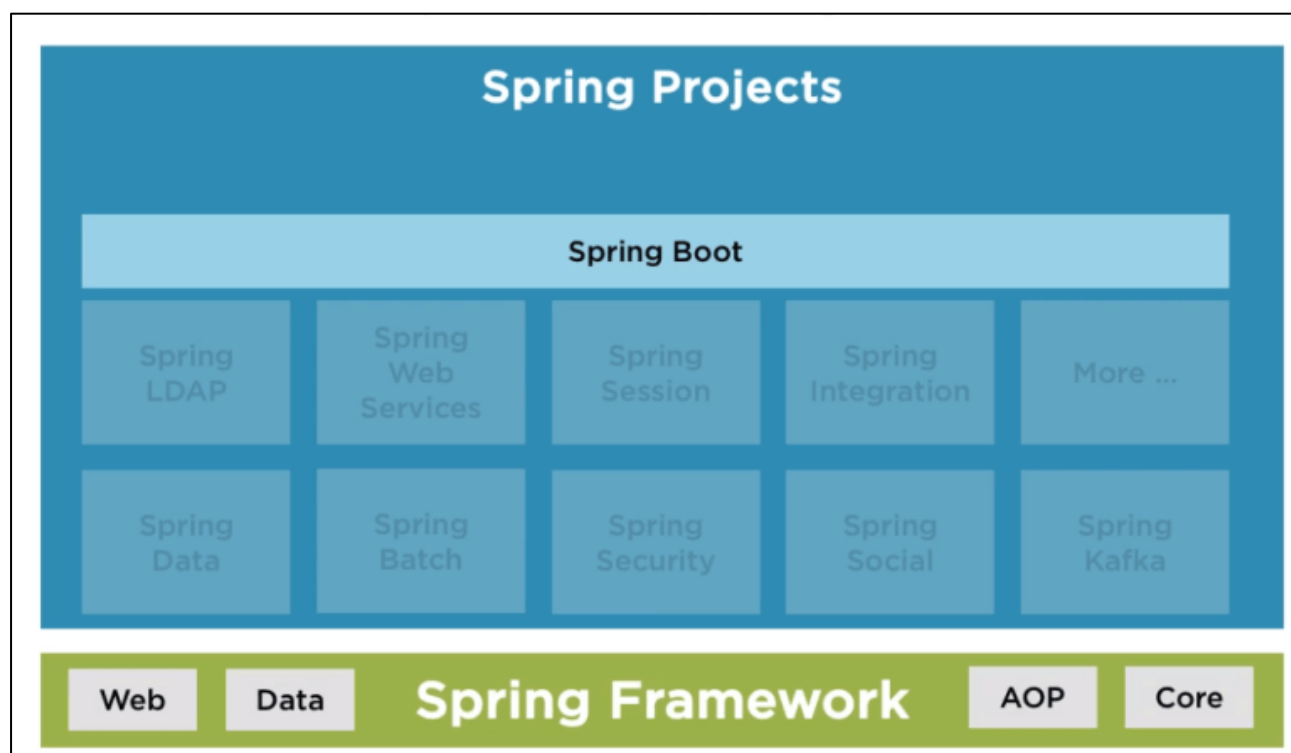 Spring Projects
Spring Boot
Spring
LDAP
Spring
Web
Services
Spring
Session
Spring
Integration
More ...
Spring
Data
Spring
Batch
Spring
Security
Spring
Social
Spring
Kafka
Web
Data
Spring Framework
AOP
Core